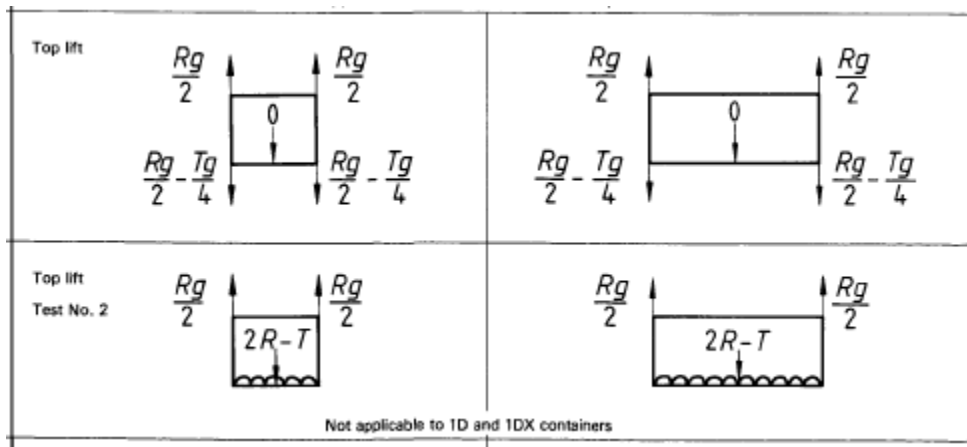 Top lift
Rg/2 Rg/2 Rg/2 Rg/2
0 0
Rg/2 - Tg/4 Rg/2 - Tg/4 Rg/2 - Tg/4 Rg/2 - Tg/4
Top lift
Test No. 2
Rg/2 Rg/2 Rg/2 Rg/2
2R-T 2R-T
Not applicable to 1D and 1DX containers